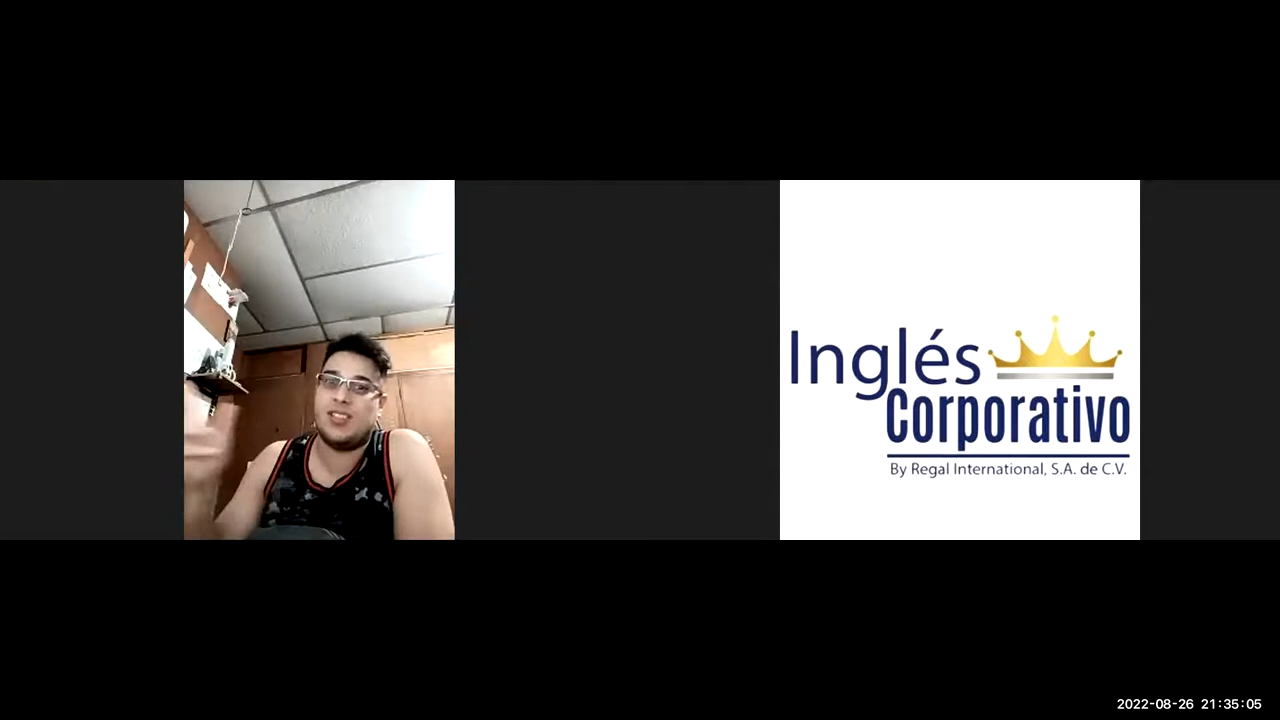 Inglés
Corporativo
By Regal International, S.A. de C.V.
2022-08-26 21:35:05